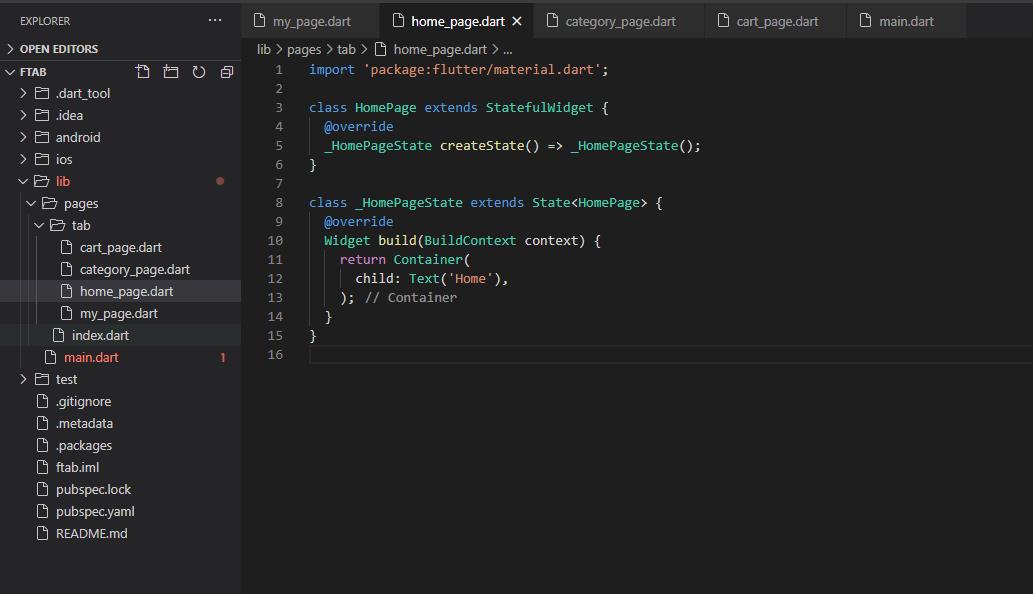 EXPLORER
...
OPEN EDITORS
FTAB
.dart_tool
.idea
android
ios
lib
pages
tab
cart_page.dart
category_page.dart
home_page.dart
my_page.dart
index.dart
main.dart 1
test
.gitignore
.metadata
.packages
ftab.iml
pubspec.lock
pubspec.yaml
README.md
my_page.dart home_page.dart category_page.dart cart_page.dart main.dart
lib > pages > tab > home_page.dart > ...
1 import 'package:flutter/material.dart';
2
3 class HomePage extends StatefulWidget {
4 @override
5 _HomePageState createState() => _HomePageState();
6 }
7
8 class _HomePageState extends State<HomePage> {
9 @override
10 Widget build(BuildContext context) {
11 return Container(
12 child: Text('Home'),
13 ); // Container
14 }
15 }
16